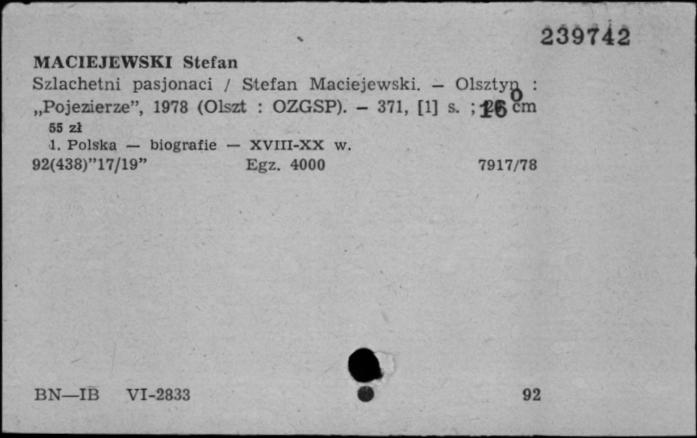 239742
MACIEJEWSKI Stefan
Szlachetni pasjonaci / Stefan Maciejewski. — Olsztyn :
„Pojezierze”, 1978 (Olszt : OZGSP). — 371, [1] s. ; cm
16⁰
55 zł
1. Polska — biografie — XVIII-XX w.
92(438)”17/19” Egz. 4000 7917/78
BN—IB VI-2833 92